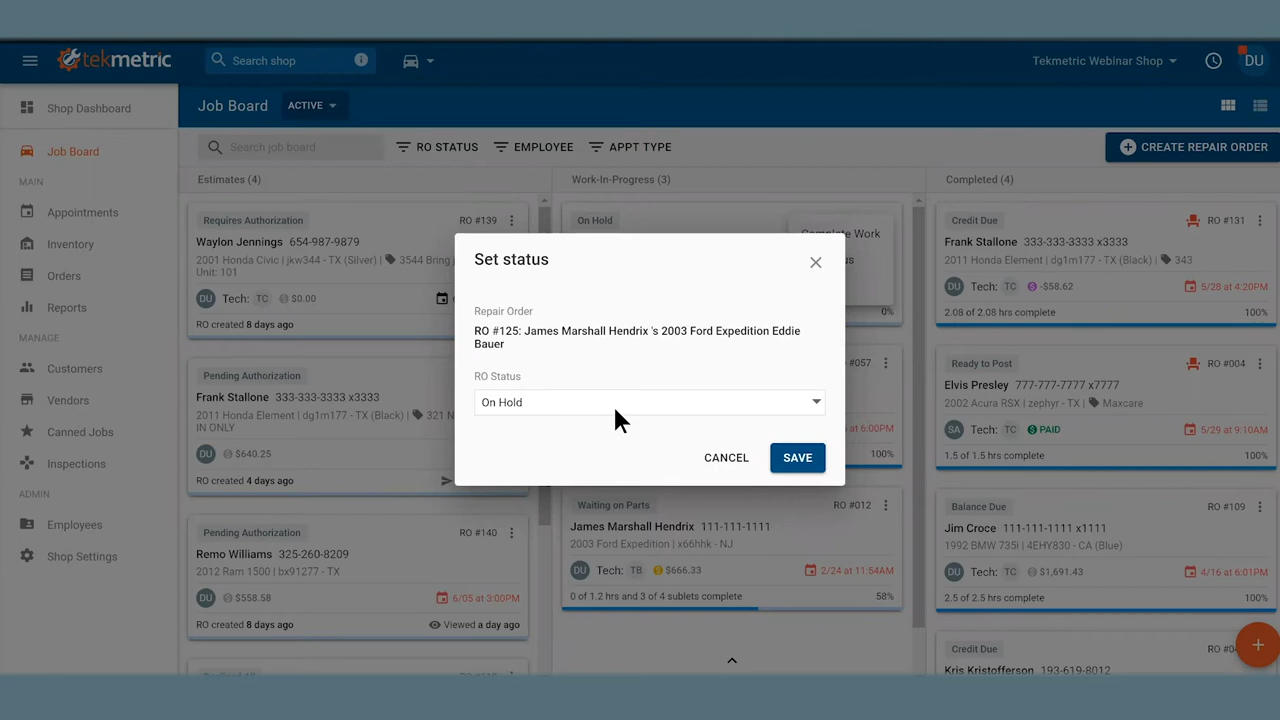 tekmetric
Search shop
Tekmetric Webinar Shop
DU
Shop Dashboard
Job Board
ACTIVE
Job Board
Search job board
RO STATUS
EMPLOYEE
APPT TYPE
CREATE REPAIR ORDER
MAIN
Appointments
Inventory
Orders
Reports
MANAGE
Customers
Vendors
Canned Jobs
Inspections
ADMIN
Employees
Shop Settings
Estimates (4)
Requires Authorization
RO #139
Waylon Jennings 654-987-9879
2001 Honda Civic | jkw344 - TX (Silver) | 3544 Bring j
Unit: 101
DU Tech: TC $0.00
RO created 8 days ago
Pending Authorization
Frank Stallone 333-333-3333 x3333
2011 Honda Element | dg1m177 - TX (Black) | 321 N
IN ONLY
DU $640.25
RO created 4 days ago
Pending Authorization
RO #140
Remo Williams 325-260-8209
2012 Ram 1500 | bx91277 - TX
DU $558.58
6/05 at 3:00PM
RO created 8 days ago
Viewed a day ago
Work-In-Progress (3)
On Hold
Complete Work
us
0%
Set status
Repair Order
RO #125: James Marshall Hendrix 's 2003 Ford Expedition Eddie
Bauer
RO Status
On Hold
CANCEL
SAVE
#057
at 6:00PM
100%
Waiting on Parts
RO #012
James Marshall Hendrix 111-111-1111
2003 Ford Expedition | x66hhk - NJ
DU Tech: TB $666.33
2/24 at 11:54AM
0 of 1.2 hrs and 3 of 4 sublets complete
58%
Completed (4)
Credit Due
RO #131
Frank Stallone 333-333-3333 x3333
2011 Honda Element | dg1m177 - TX (Black) | 343
DU Tech: TC -$58.62
5/28 at 4:20PM
2.08 of 2.08 hrs complete
100%
Ready to Post
RO #004
Elvis Presley 777-777-7777 x7777
2002 Acura RSX | zephyr - TX | Maxcare
SA Tech: TC PAID
5/29 at 9:10AM
1.5 of 1.5 hrs complete
100%
Balance Due
RO #109
Jim Croce 111-111-1111 x1111
1992 BMW 735i | 4EHY830 - CA (Blue)
DU Tech: TC $1,691.43
4/16 at 6:01PM
2.5 of 2.5 hrs complete
100%
Credit Due
Kris Kristofferson 193-619-8012